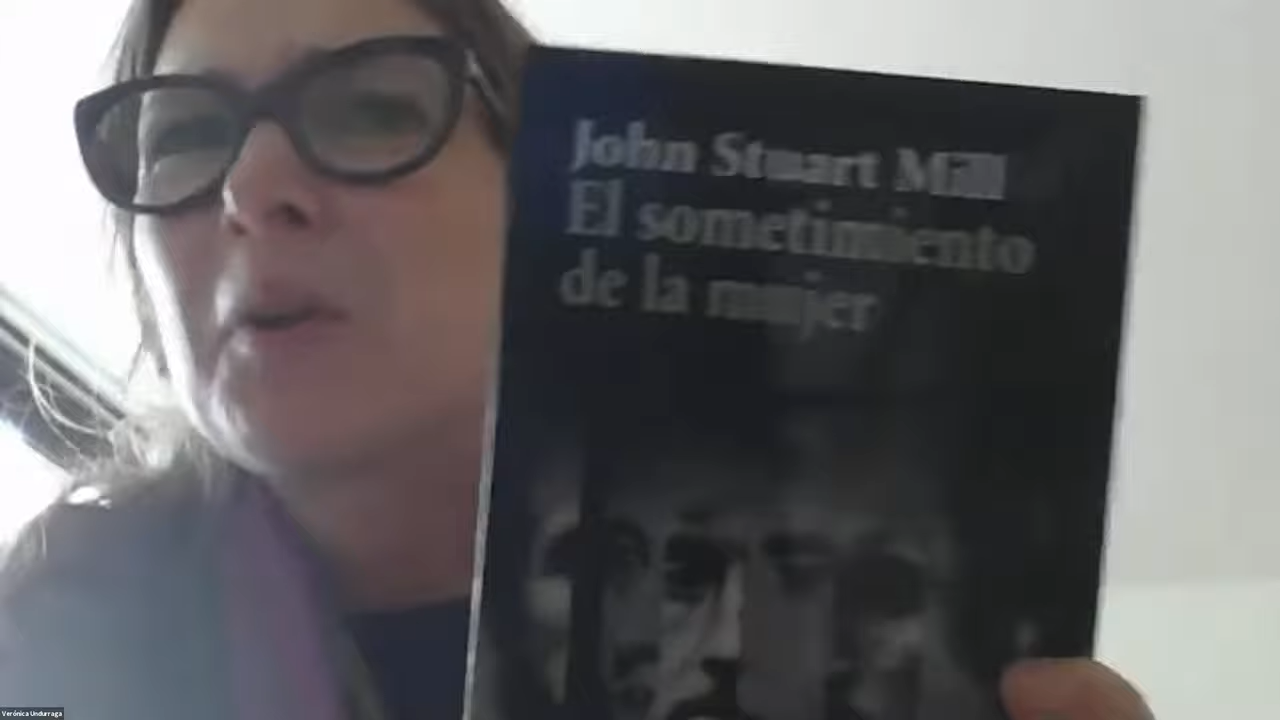 John Stuart Mill
El sometimiento
de la mujer
Verónica Undurraga